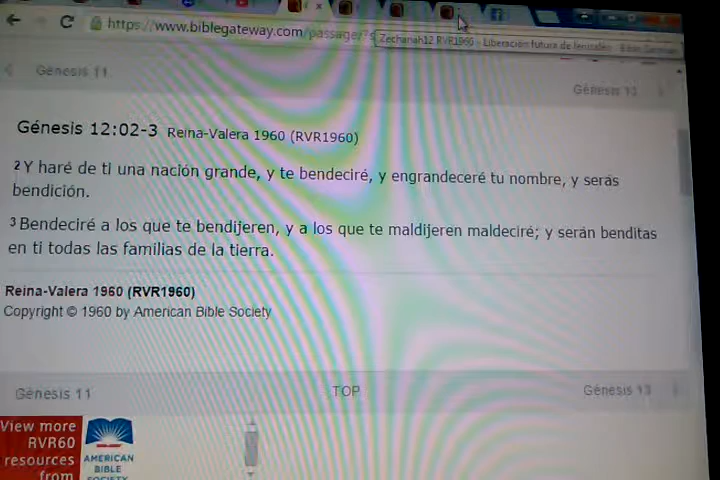 https://www.biblegateway.com/passage/?s
Zechariah12 RVR1960 - Liberación futura de Jerusalén - Bible Gateway
Génesis 11
Génesis 13
Génesis 12:02-3 Reina-Valera 1960 (RVR1960)
2 Y haré de ti una nación grande, y te bendeciré, y engrandeceré tu nombre, y serás
bendición.
3 Bendeciré a los que te bendijeren, y a los que te maldijeren maldeciré; y serán benditas
en ti todas las familias de la tierra.
Reina-Valera 1960 (RVR1960)
Copyright © 1960 by American Bible Society
Génesis 11 TOP Génesis 13
View more
RVR60
resources
from
AMERICAN
BIBLE
SOCIETY